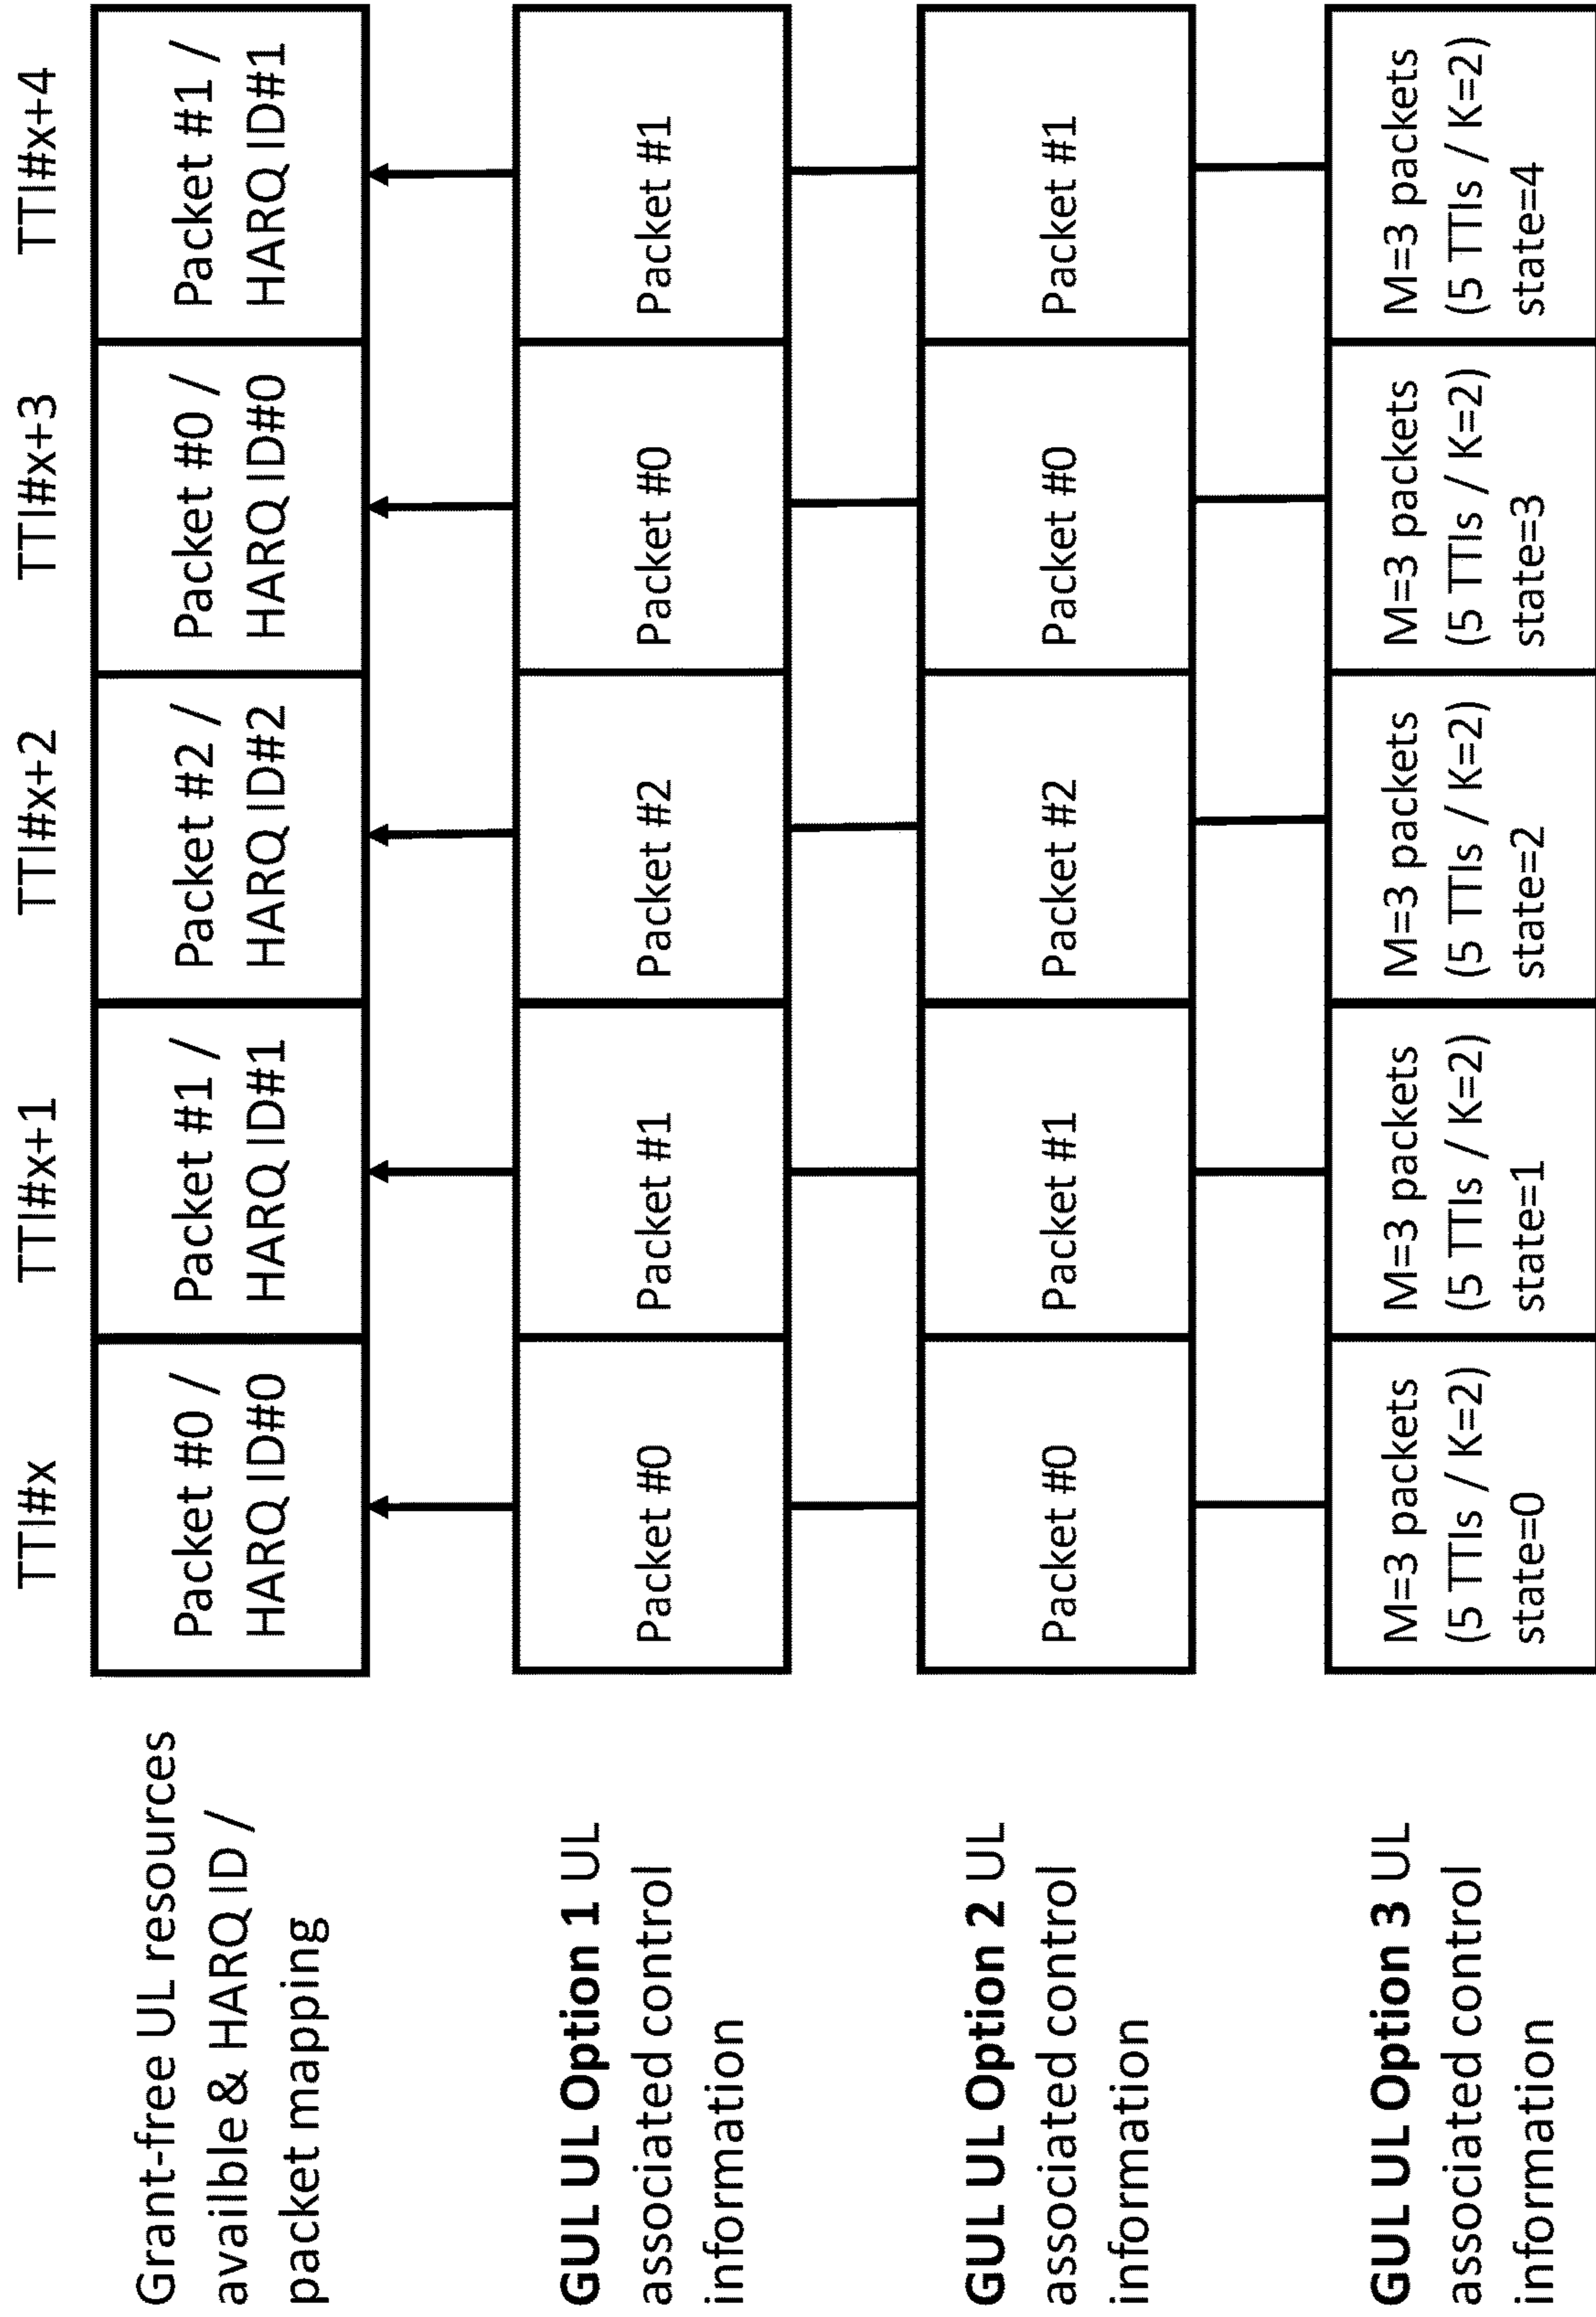 TTI#x
TTI#x+1
TTI#x+2
TTI#x+3
TTI#x+4
Grant-free UL resources
availble & HARQ ID /
packet mapping
Packet #0 /
HARQ ID#0
Packet #1 /
HARQ ID#1
Packet #2 /
HARQ ID#2
Packet #0 /
HARQ ID#0
Packet #1 /
HARQ ID#1
GUL UL Option 1 UL
associated control
information
Packet #0
Packet #1
Packet #2
Packet #0
Packet #1
GUL UL Option 2 UL
associated control
information
Packet #0
Packet #1
Packet #2
Packet #0
Packet #1
GUL UL Option 3 UL
associated control
information
M=3 packets
(5 TTIs / K=2)
state=0
M=3 packets
(5 TTIs / K=2)
state=1
M=3 packets
(5 TTIs / K=2)
state=2
M=3 packets
(5 TTIs / K=2)
state=3
M=3 packets
(5 TTIs / K=2)
state=4